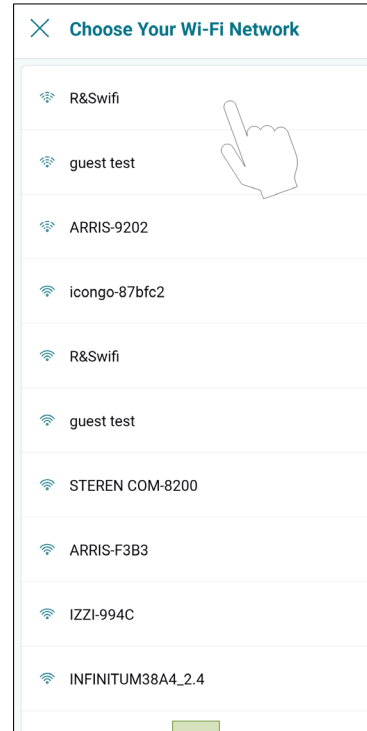 Choose Your Wi-Fi Network
R&Swifi
guest test
ARRIS-9202
icongo-87bfc2
R&Swifi
guest test
STEREN COM-8200
ARRIS-F3B3
IZZI-994C
INFINITUM38A4_2.4